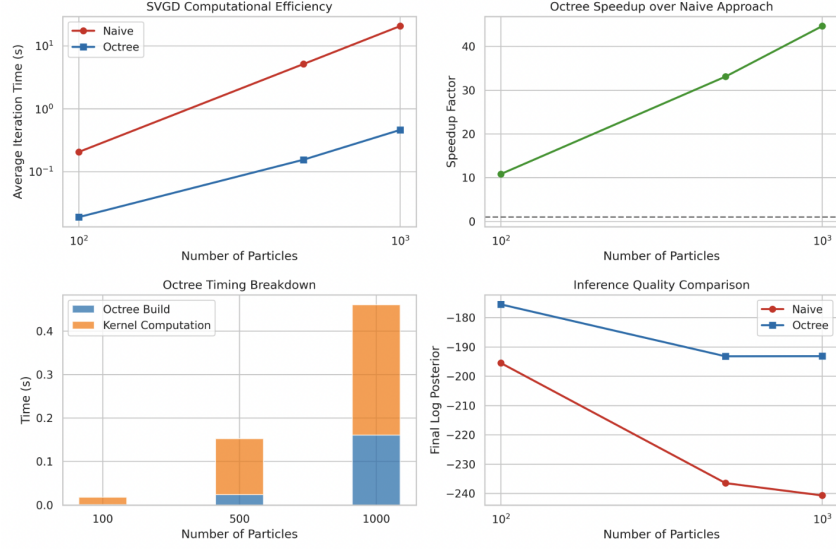 SVGD Computational Efficiency
Average Iteration Time (s)
10¹
10⁰
10⁻¹
Naive
Octree
10²
10³
Number of Particles
Octree Speedup over Naive Approach
Speedup Factor
40
30
20
10
0
10²
10³
Number of Particles
Octree Timing Breakdown
Time (s)
0.4
0.3
0.2
0.1
0.0
Octree Build
Kernel Computation
100
500
1000
Number of Particles
Inference Quality Comparison
Final Log Posterior
−180
−190
−200
−210
−220
−230
−240
Naive
Octree
10²
10³
Number of Particles